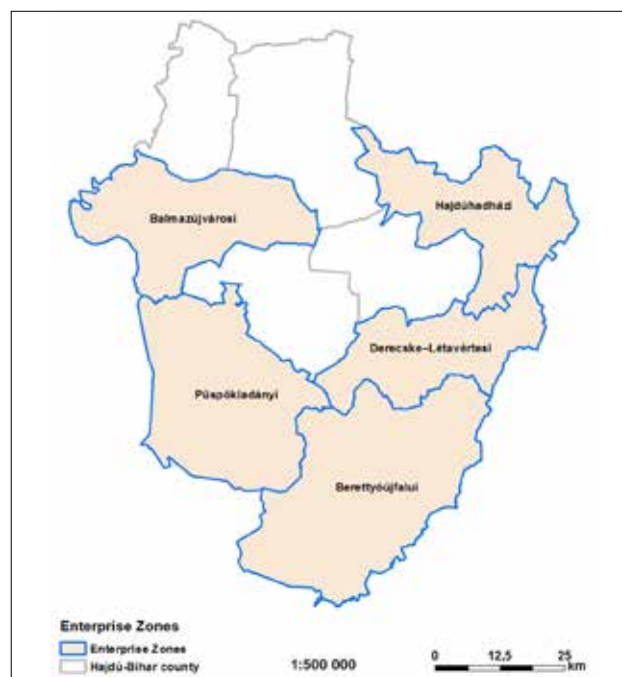 Hajdúhadházi
Balmazújvárosi
Derecske–Létavértesi
Püspökladányi
Berettyóújfalui
Enterprise Zones
Enterprise Zones
Hajdú-Bihar county
1:500 000
0 12,5 25
km